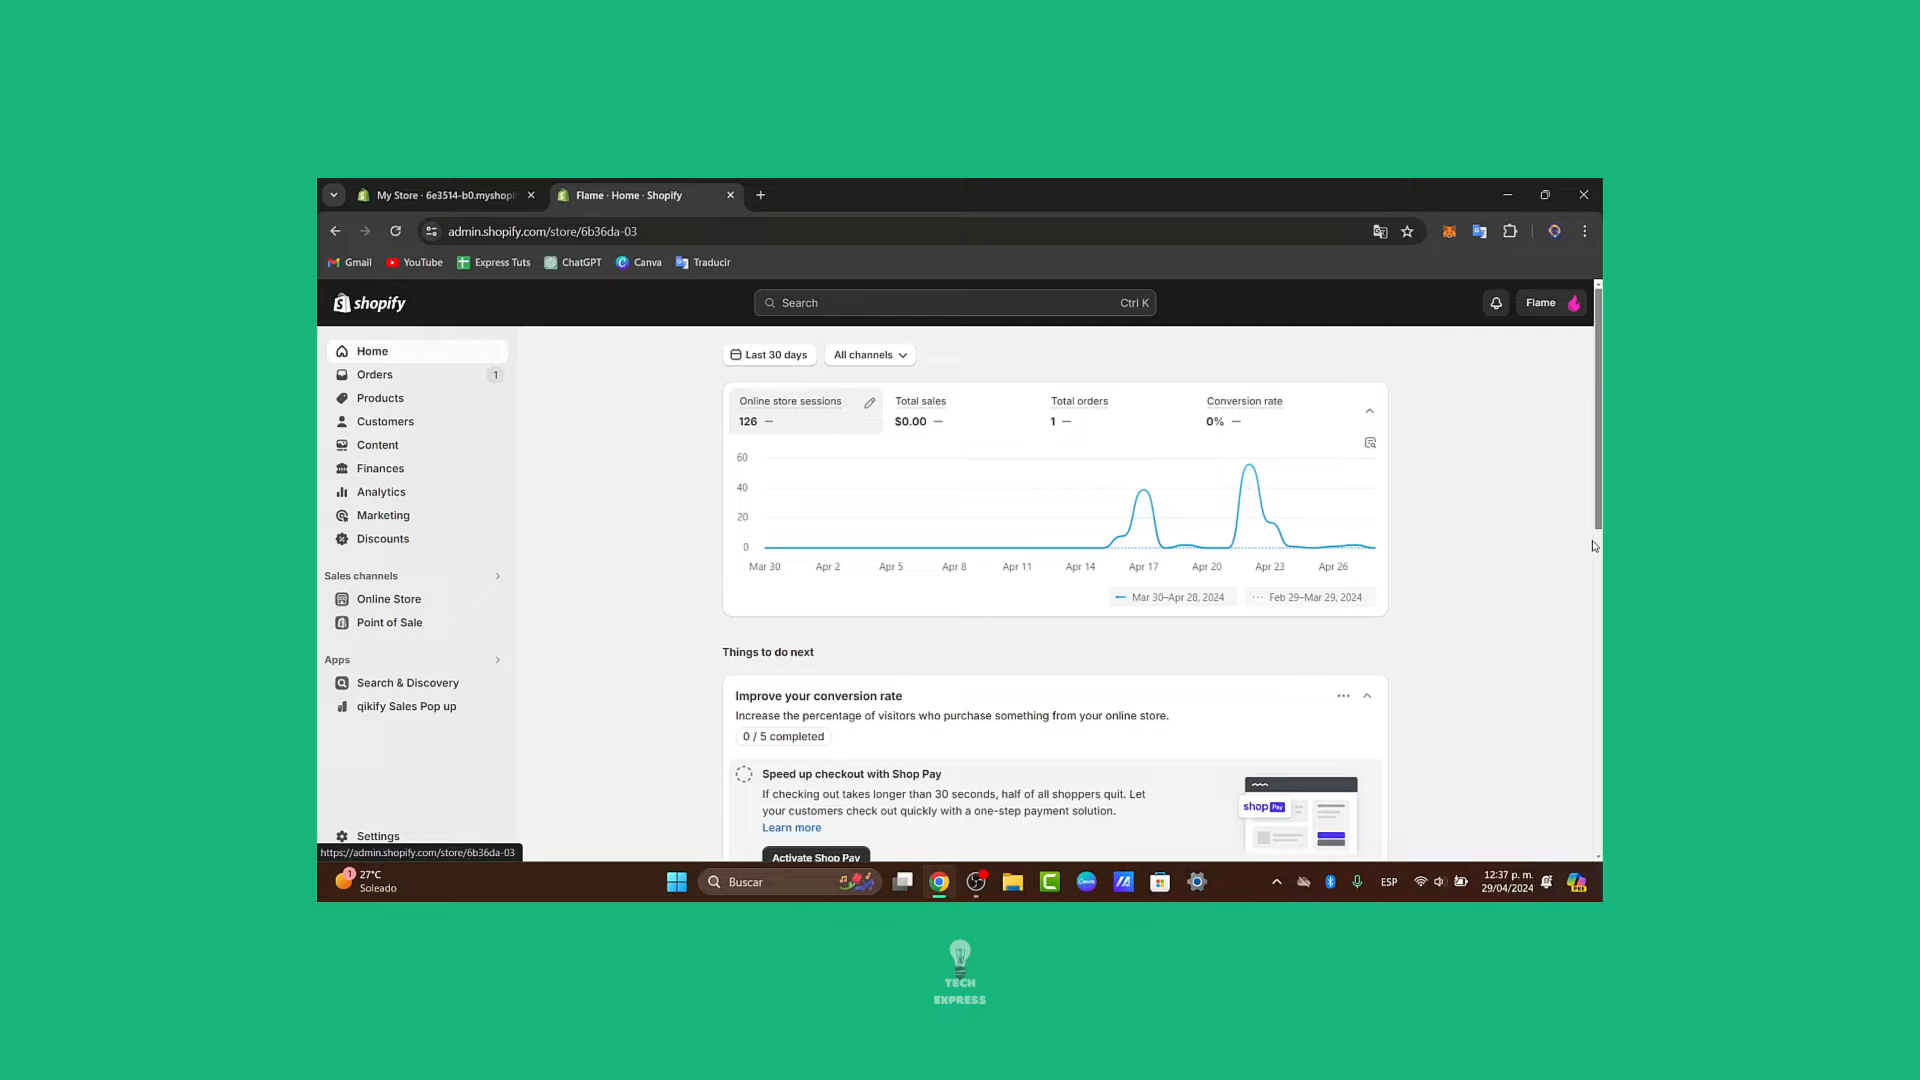 My Store · 6e3514-b0.myshopi
Flame · Home · Shopify
admin.shopify.com/store/6b36da-03
Gmail YouTube Express Tuts ChatGPT Canva Traducir
shopify
Search Ctrl K
Flame
Home
Orders 1
Products
Customers
Content
Finances
Analytics
Marketing
Discounts
Sales channels
Online Store
Point of Sale
Apps
Search & Discovery
qikify Sales Pop up
Settings
https://admin.shopify.com/store/6b36da-03
Last 30 days All channels
Online store sessions Total sales Total orders Conversion rate
126 – $0.00 – 1 – 0% –
60
40
20
0
Mar 30 Apr 2 Apr 5 Apr 8 Apr 11 Apr 14 Apr 17 Apr 20 Apr 23 Apr 26
Mar 30–Apr 28, 2024 Feb 29–Mar 29, 2024
Things to do next
Improve your conversion rate
Increase the percentage of visitors who purchase something from your online store.
0 / 5 completed
Speed up checkout with Shop Pay
If checking out takes longer than 30 seconds, half of all shoppers quit. Let
your customers check out quickly with a one-step payment solution.
Learn more
Activate Shop Pay
shop Pay
1
27°C
Soleado
Buscar
ESP
12:37 p. m.
29/04/2024
TECH
EXPRESS